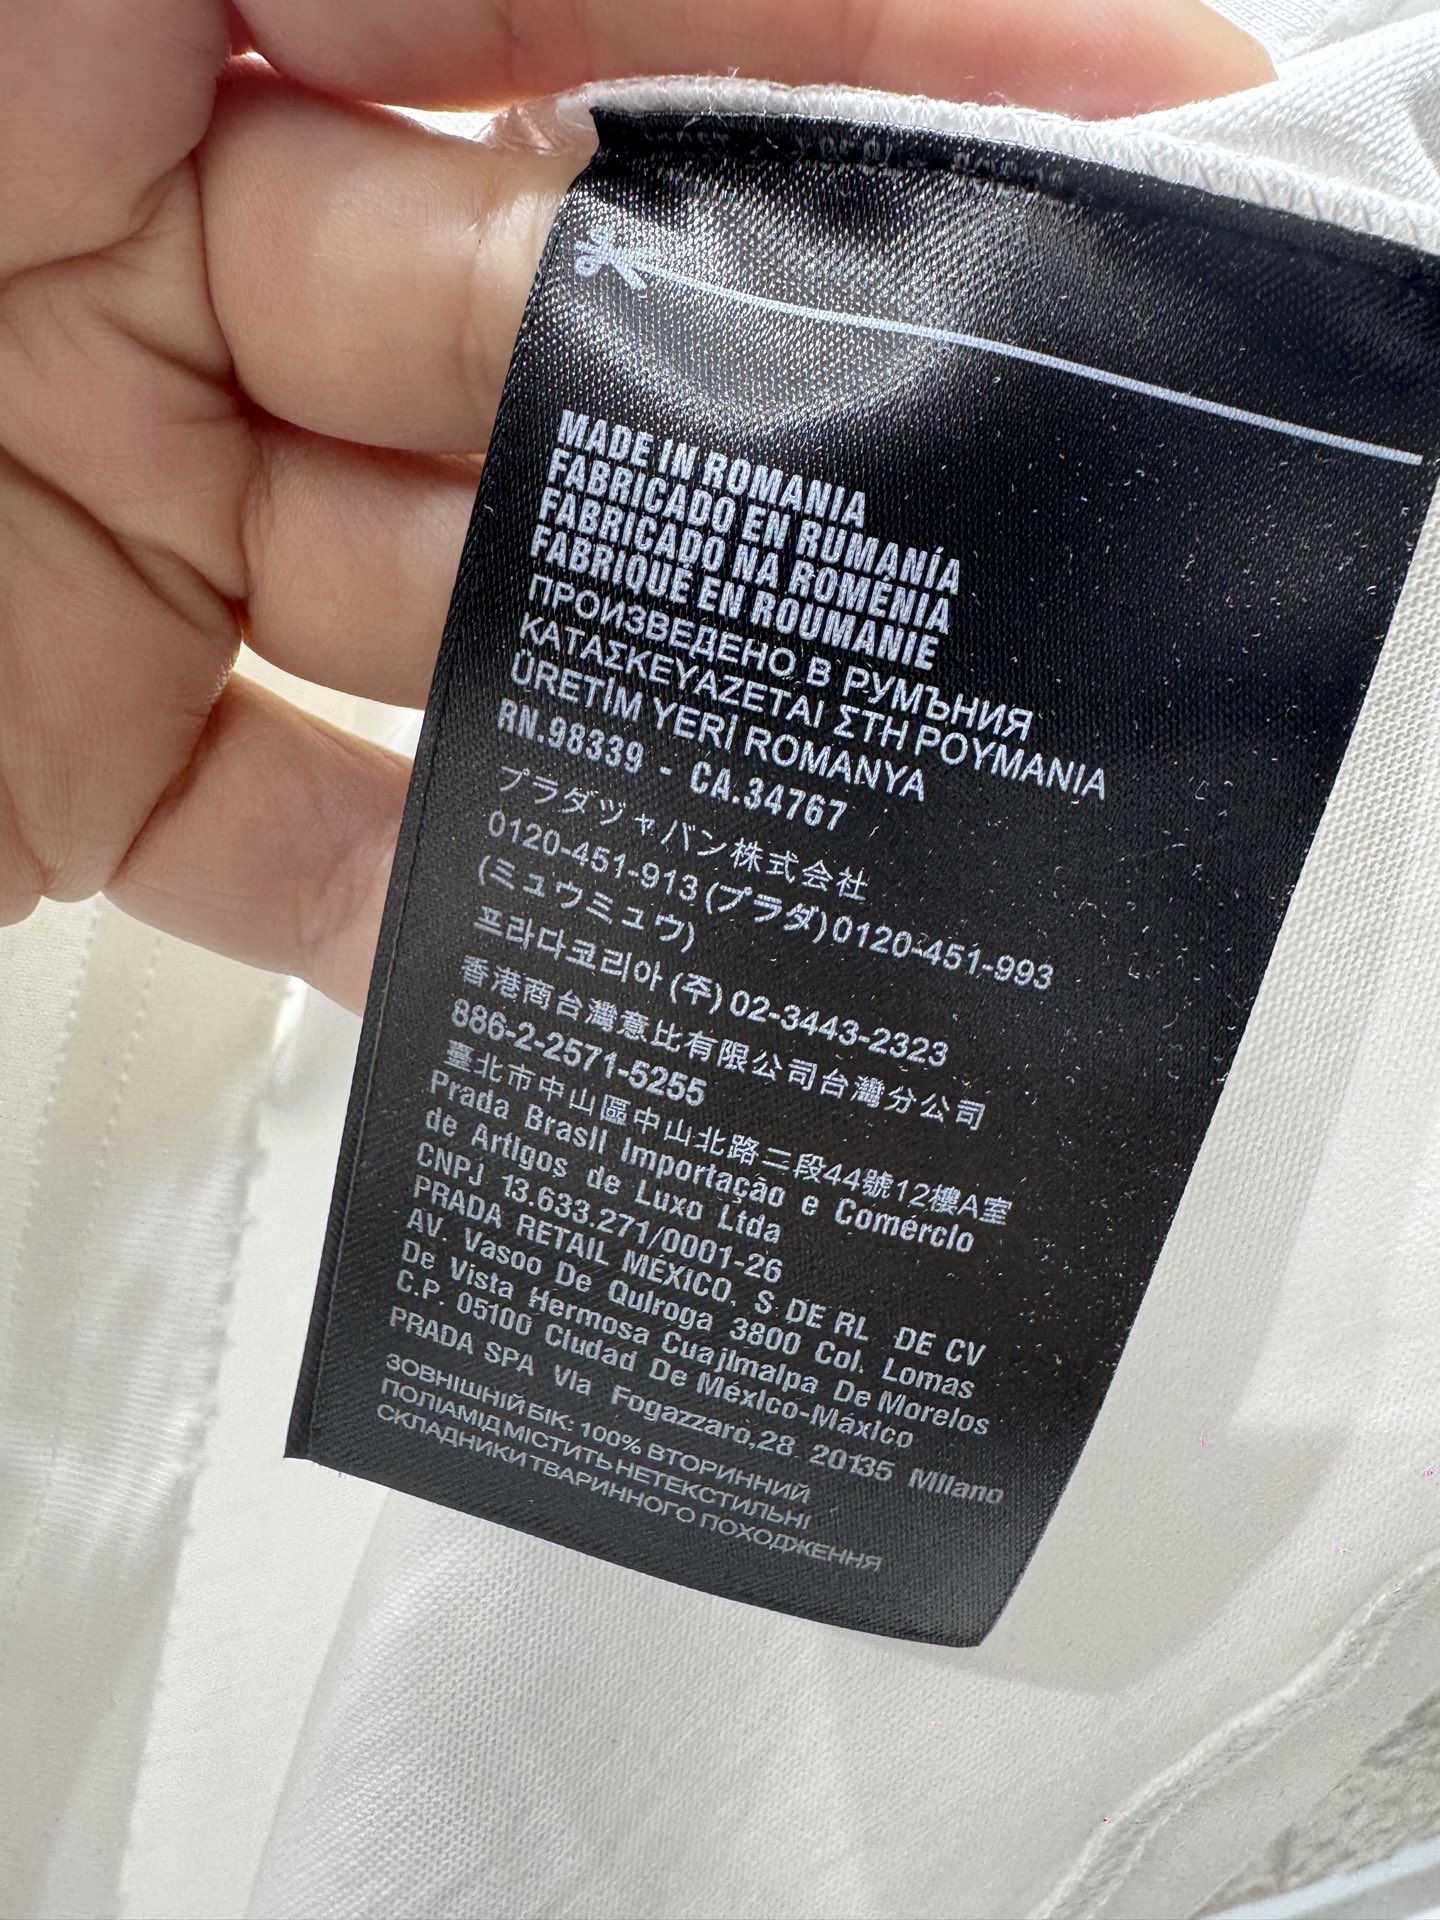 MADE IN ROMANIA
FABRICADO EN RUMANÍA
FABRICADO NA ROMÉNIA
FABRIQUÉ EN ROUMANIE
ПРОИЗВЕДЕНО В РУМЪНИЯ
ΚΑΤΑΣΚΕΥΑΖΕΤΑΙ ΣΤΗ ΡΟΥΜΑΝΙΑ
ÜRETİM YERİ ROMANYA
RN.98339 - CA.34767
プラダヅャバン株式会社
0120-451-913(プラダ)0120-451-993
(ミュウミュウ)
프라다코리아(주)02-3443-2323
香港商台灣意比有限公司台灣分公司
886-2-2571-5255
臺北市中山區中山北路二段44號12樓A室
Prada Brasil Importação e Comércio
de Artigos de Luxo Ltda
CNPJ 13.633.271/0001-26
PRADA RETAIL MÉXICO, S DE RL DE CV
AV. Vasoo De Quiroga 3800 Col. Lomas
De Vista Hermosa Cuajimalpa De Morelos
C.P. 05100 Ciudad De México-Máxico
PRADA SPA Via Fogazzaro,28 20135 Milano
ЗОВНІШНІЙ БІК: 100% ВТОРИННИЙ
ПОЛІАМІД МІСТИТЬ НЕТЕКСТИЛЬНІ
СКЛАДНИКИ ТВАРИННОГО ПОХОДЖЕННЯ